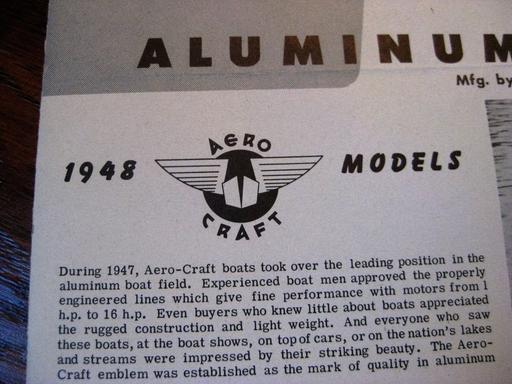 ALUMINUM
Mfg. by
AERO
1948 MODELS
CRAFT
During 1947, Aero-Craft boats took over the leading position in the
aluminum boat field. Experienced boat men approved the properly
engineered lines which give fine performance with motors from 1
h.p. to 16 h.p. Even buyers who knew little about boats appreciated
the rugged construction and light weight. And everyone who saw
these boats, at the boat shows, on top of cars, or on the nation's lakes
and streams were impressed by their striking beauty. The Aero-
Craft emblem was established as the mark of quality in aluminum